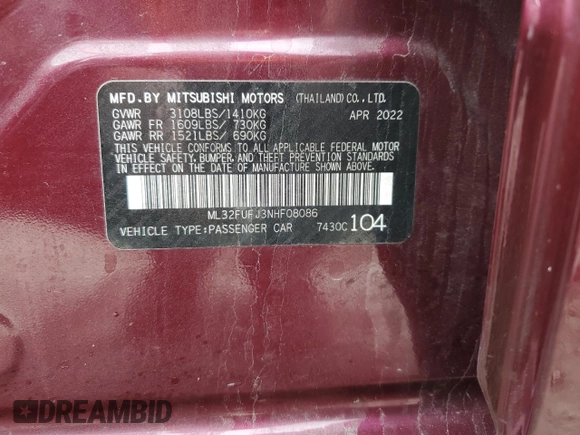 MFD.BY MITSUBISHI MOTORS (THAILAND)CO.,LTD.
GVWR 3108LBS/1410KG APR 2022
GAWR FR 1609LBS/ 730KG
GAWR RR 1521LBS/ 690KG
THIS VEHICLE CONFORMS TO ALL APPLICABLE FEDERAL MOTOR
VEHICLE SAFETY,BUMPER,AND THEFT PREVENTION STANDARDS
IN EFFECT ON THE DATE OF MANUFACTURE SHOWN ABOVE.
ML32FUFJ3NHF08086
VEHICLE TYPE:PASSENGER CAR 7430C 104
DREAMBID